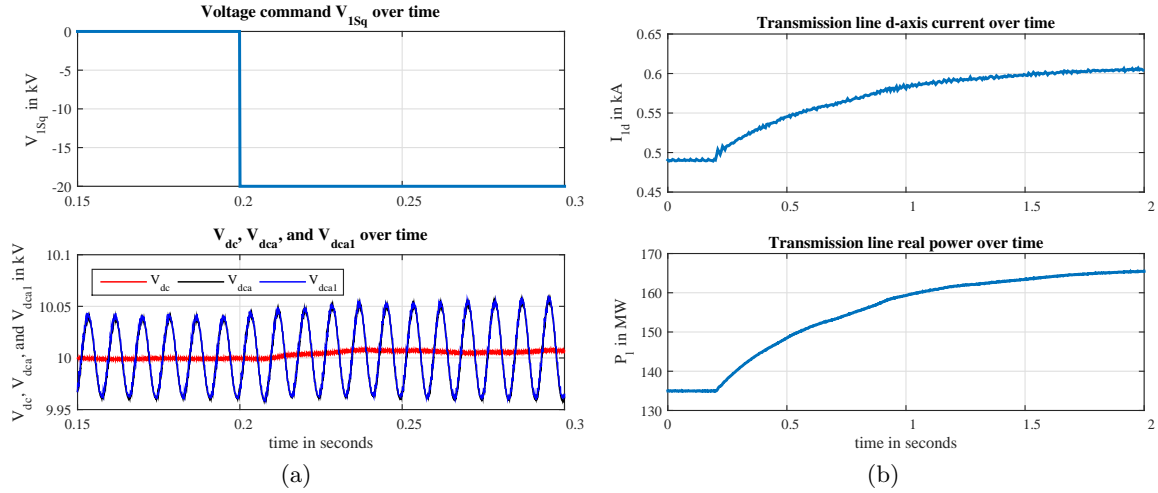 Voltage command V1Sq over time
V1Sq in kV
0
-5
-10
-15
-20
0.15
0.2
0.25
0.3
Vdc, Vdca, and Vdca1 over time
Vdc, Vdca, and Vdca1 in kV
10.1
10.05
10
9.95
Vdc
Vdca
Vdca1
0.15
0.2
0.25
0.3
time in seconds
(a)
Transmission line d-axis current over time
I1d in kA
0.65
0.6
0.55
0.5
0.45
0
0.5
1
1.5
2
Transmission line real power over time
P1 in MW
170
160
150
140
130
0
0.5
1
1.5
2
time in seconds
(b)